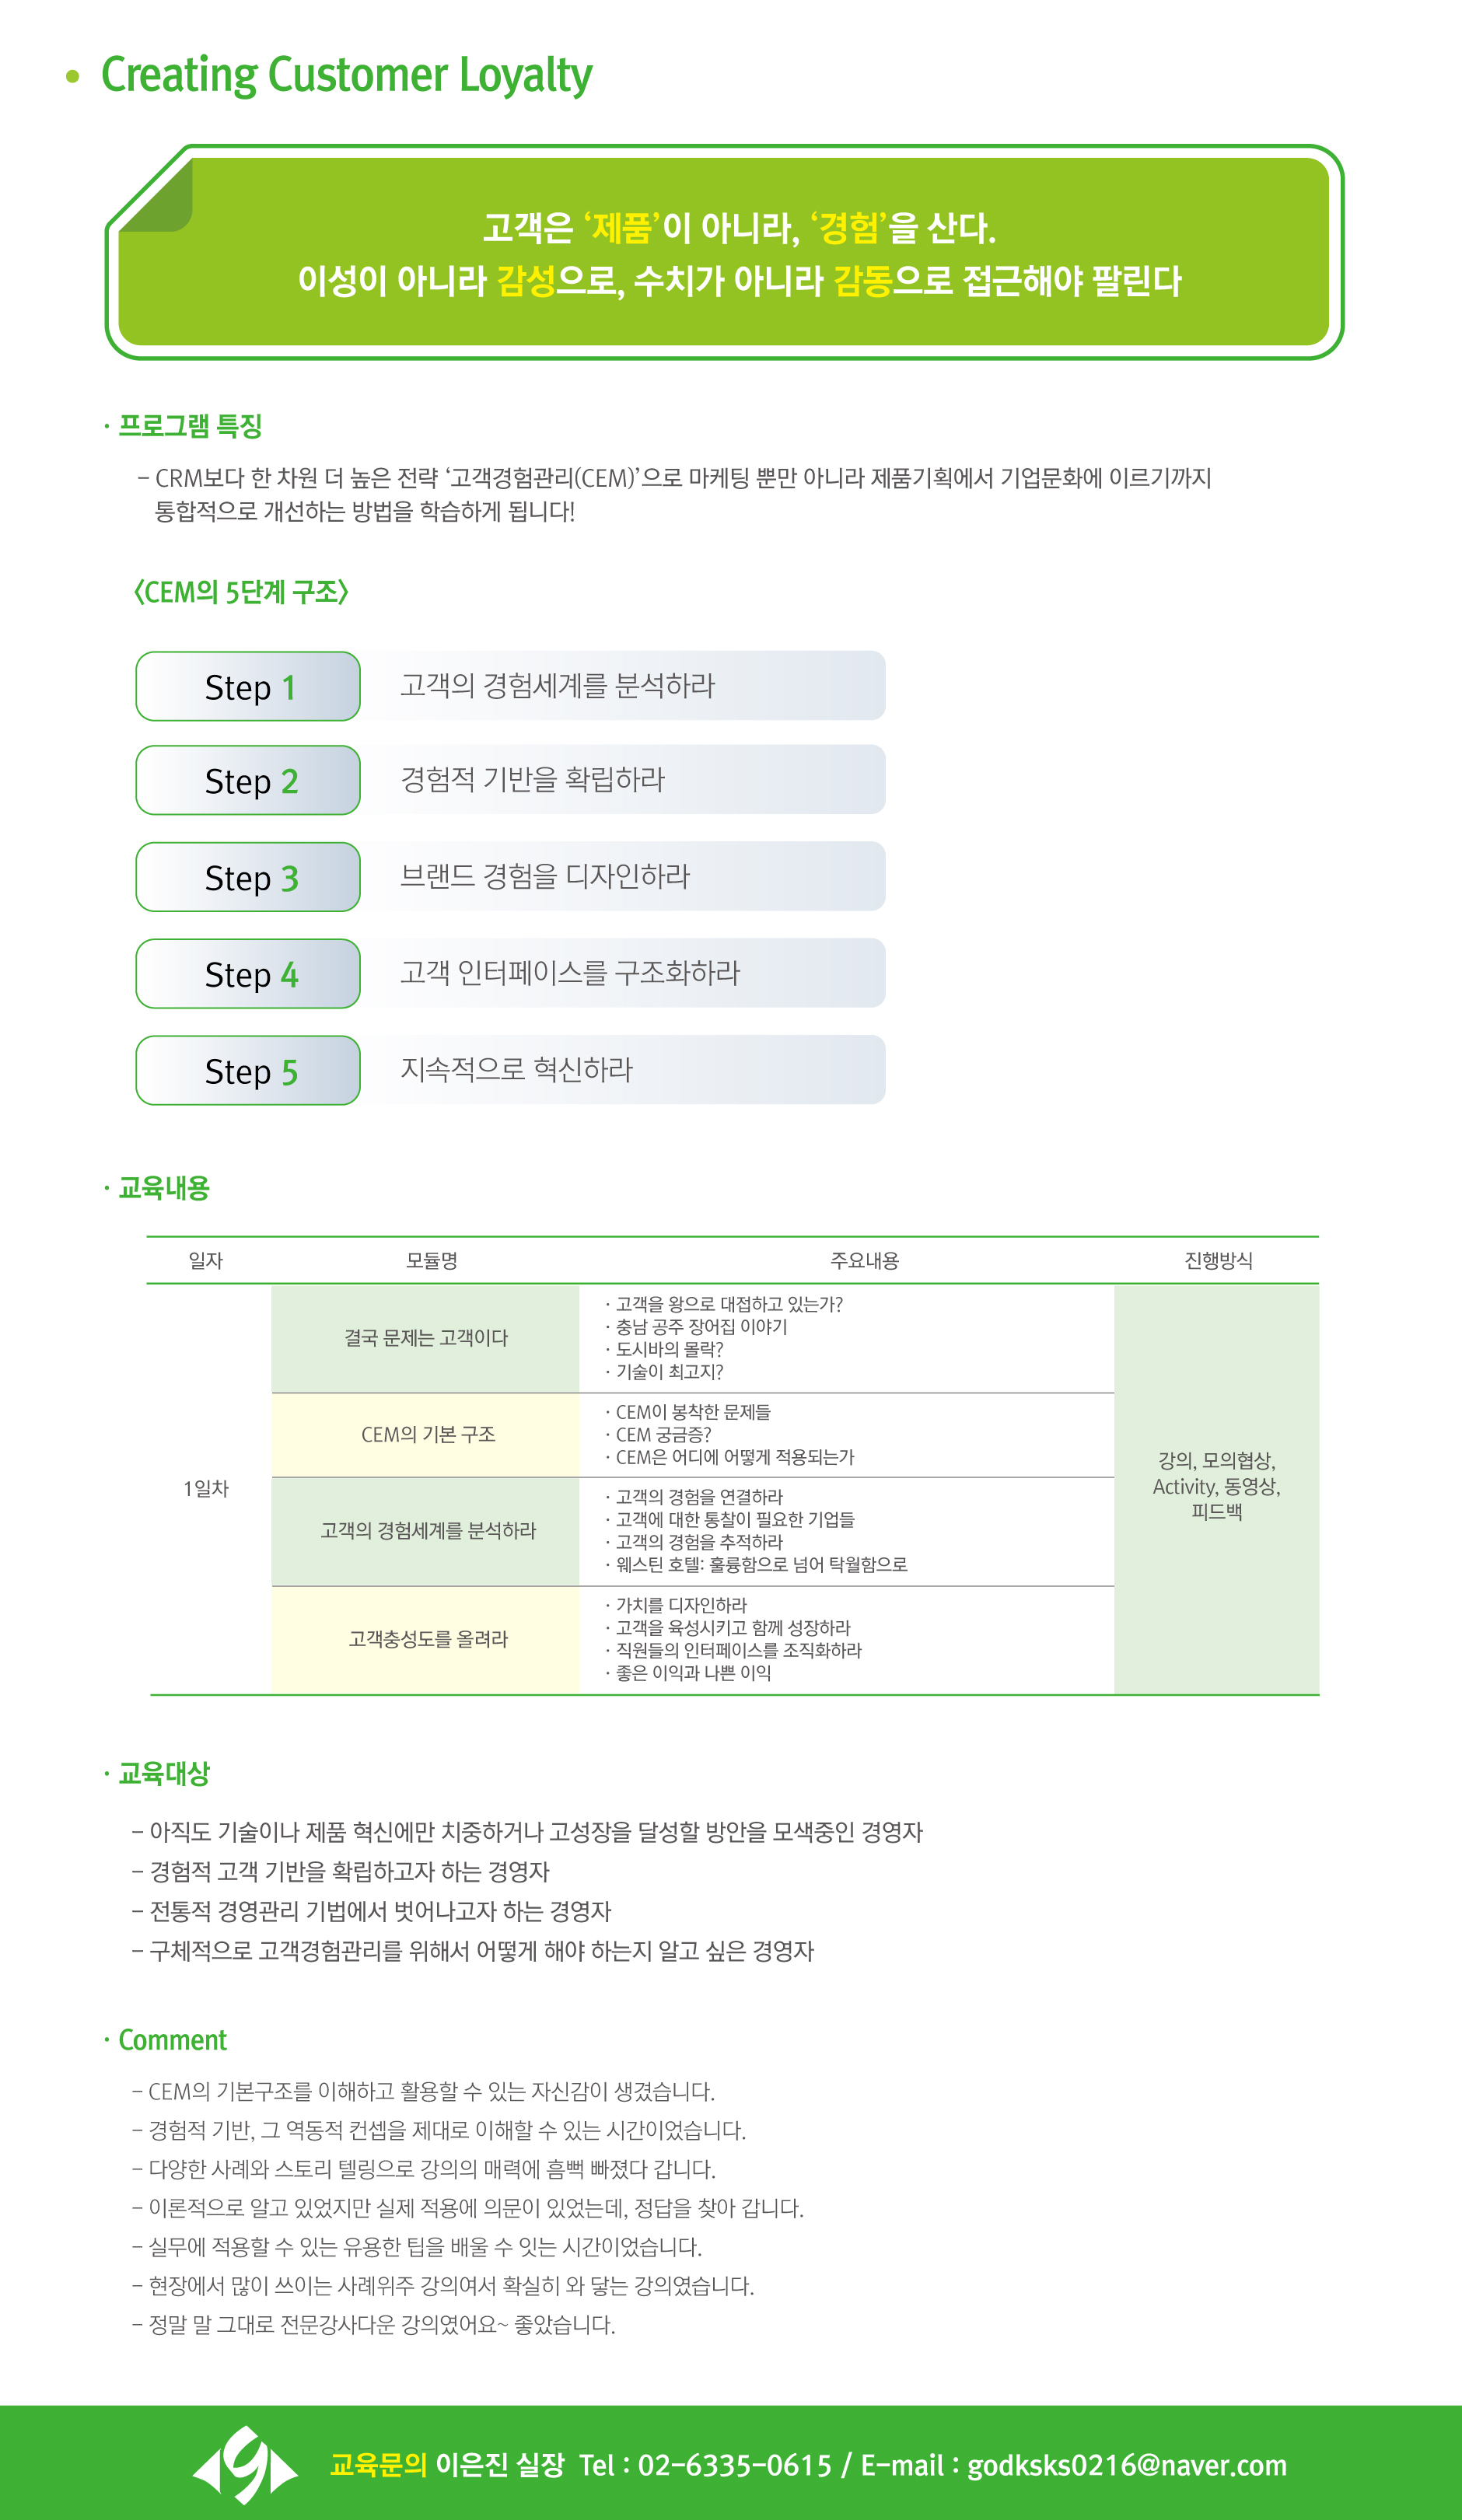 • Creating Customer Loyalty
고객은 ‘제품’이 아니라, ‘경험’을 산다.
이성이 아니라 감성으로, 수치가 아니라 감동으로 접근해야 팔린다
· 프로그램 특징
- CRM보다 한 차원 더 높은 전략 ‘고객경험관리(CEM)’으로 마케팅 뿐만 아니라 제품기획에서 기업문화에 이르기까지
통합적으로 개선하는 방법을 학습하게 됩니다!
〈CEM의 5단계 구조〉
Step 1 고객의 경험세계를 분석하라
Step 2 경험적 기반을 확립하라
Step 3 브랜드 경험을 디자인하라
Step 4 고객 인터페이스를 구조화하라
Step 5 지속적으로 혁신하라
· 교육내용
일자 모듈명 주요내용 진행방식
1일차
결국 문제는 고객이다
· 고객을 왕으로 대접하고 있는가?
· 충남 공주 장어집 이야기
· 도시바의 몰락?
· 기술이 최고지?
CEM의 기본 구조
· CEM이 봉착한 문제들
· CEM 궁금증?
· CEM은 어디에 어떻게 적용되는가
고객의 경험세계를 분석하라
· 고객의 경험을 연결하라
· 고객에 대한 통찰이 필요한 기업들
· 고객의 경험을 추적하라
· 웨스틴 호텔: 훌륭함으로 넘어 탁월함으로
고객충성도를 올려라
· 가치를 디자인하라
· 고객을 육성시키고 함께 성장하라
· 직원들의 인터페이스를 조직화하라
· 좋은 이익과 나쁜 이익
강의, 모의협상,
Activity, 동영상,
피드백
· 교육대상
- 아직도 기술이나 제품 혁신에만 치중하거나 고성장을 달성할 방안을 모색중인 경영자
- 경험적 고객 기반을 확립하고자 하는 경영자
- 전통적 경영관리 기법에서 벗어나고자 하는 경영자
- 구체적으로 고객경험관리를 위해서 어떻게 해야 하는지 알고 싶은 경영자
· Comment
- CEM의 기본구조를 이해하고 활용할 수 있는 자신감이 생겼습니다.
- 경험적 기반, 그 역동적 컨셉을 제대로 이해할 수 있는 시간이었습니다.
- 다양한 사례와 스토리 텔링으로 강의의 매력에 흠뻑 빠졌다 갑니다.
- 이론적으로 알고 있었지만 실제 적용에 의문이 있었는데, 정답을 찾아 갑니다.
- 실무에 적용할 수 있는 유용한 팁을 배울 수 잇는 시간이었습니다.
- 현장에서 많이 쓰이는 사례위주 강의여서 확실히 와 닿는 강의였습니다.
- 정말 말 그대로 전문강사다운 강의였어요~ 좋았습니다.
교육문의 이은진 실장 Tel : 02-6335-0615 / E-mail : godksks0216@naver.com